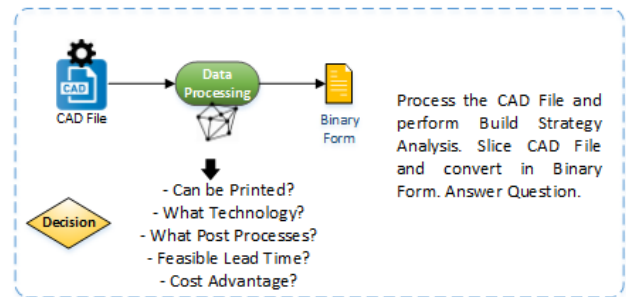 CAD
CAD File
Data
Processing
Binary
Form
Process the CAD File and
perform Build Strategy
Analysis. Slice CAD File
and convert in Binary
Form. Answer Question.
Decision
- Can be Printed?
- What Technology?
- What Post Processes?
- Feasible Lead Time?
- Cost Advantage?